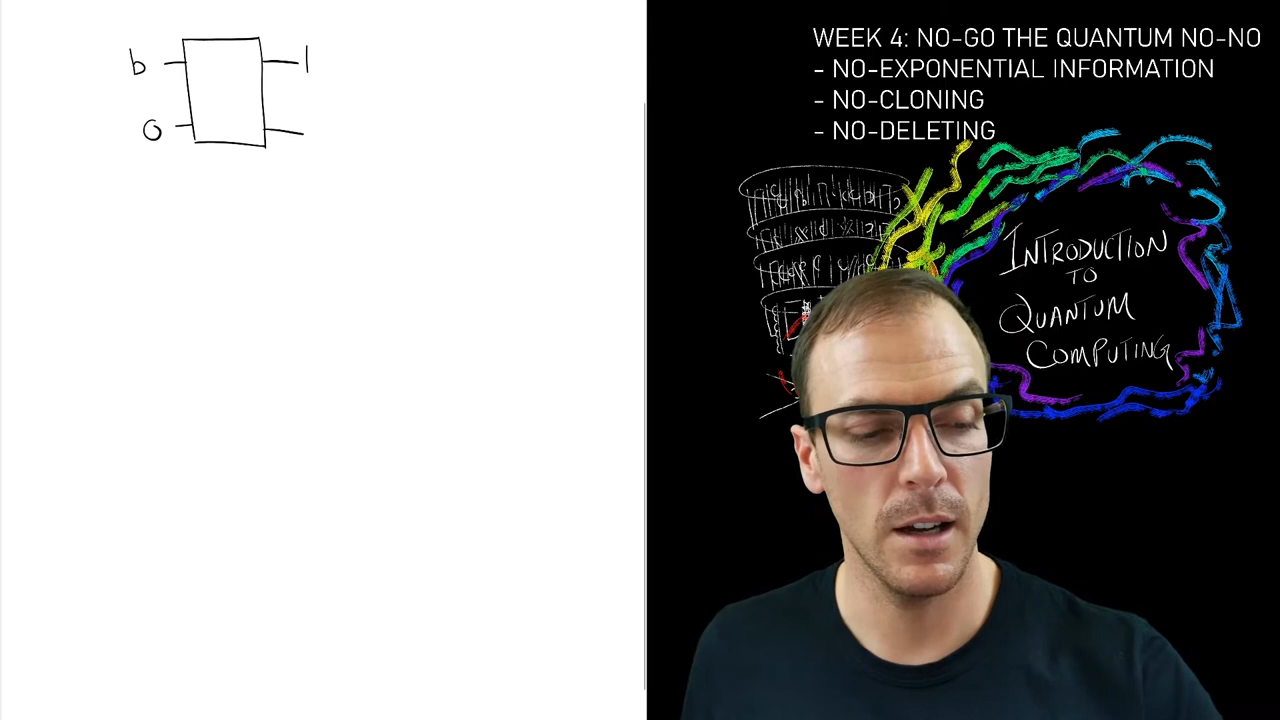 b
0
WEEK 4: NO-GO THE QUANTUM NO-NO
- NO-EXPONENTIAL INFORMATION
- NO-CLONING
- NO-DELETING
INTRODUCTION
TO
QUANTUM
COMPUTING